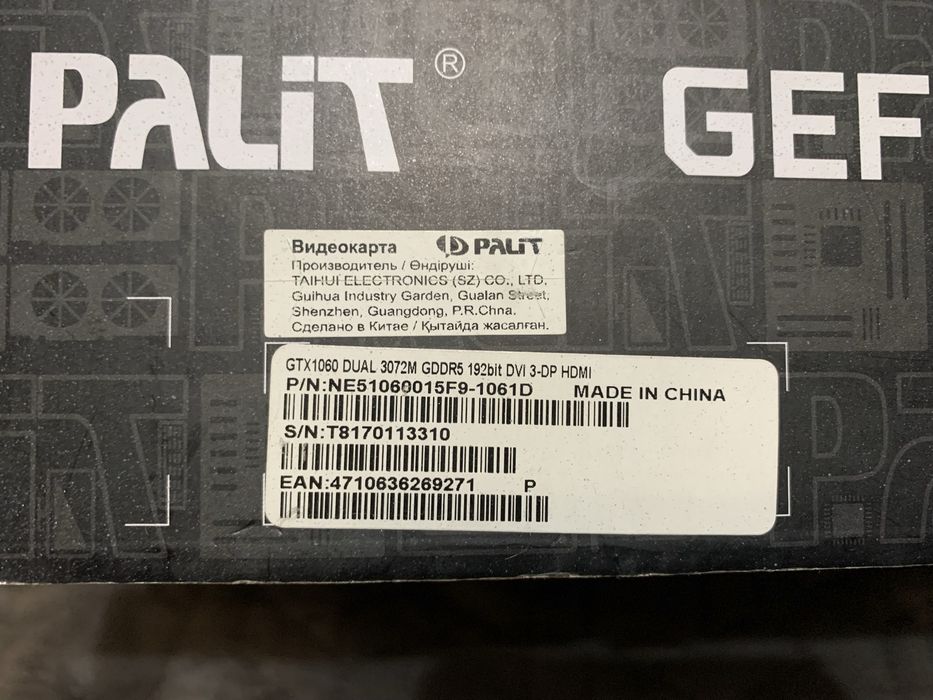 PALiT ® GEF
Видеокарта PALiT
Производитель / Өндіруші:
TAIHUI ELECTRONICS (SZ) CO., LTD.
Guihua Industry Garden, Gualan Street,
Shenzhen, Guangdong, P.R.Chna.
Сделано в Китае / Қытайда жасалған.
GTX1060 DUAL 3072M GDDR5 192bit DVI 3-DP HDMI
P/N:NE51060015F9-1061D MADE IN CHINA
S/N:T8170113310
EAN:4710636269271 P